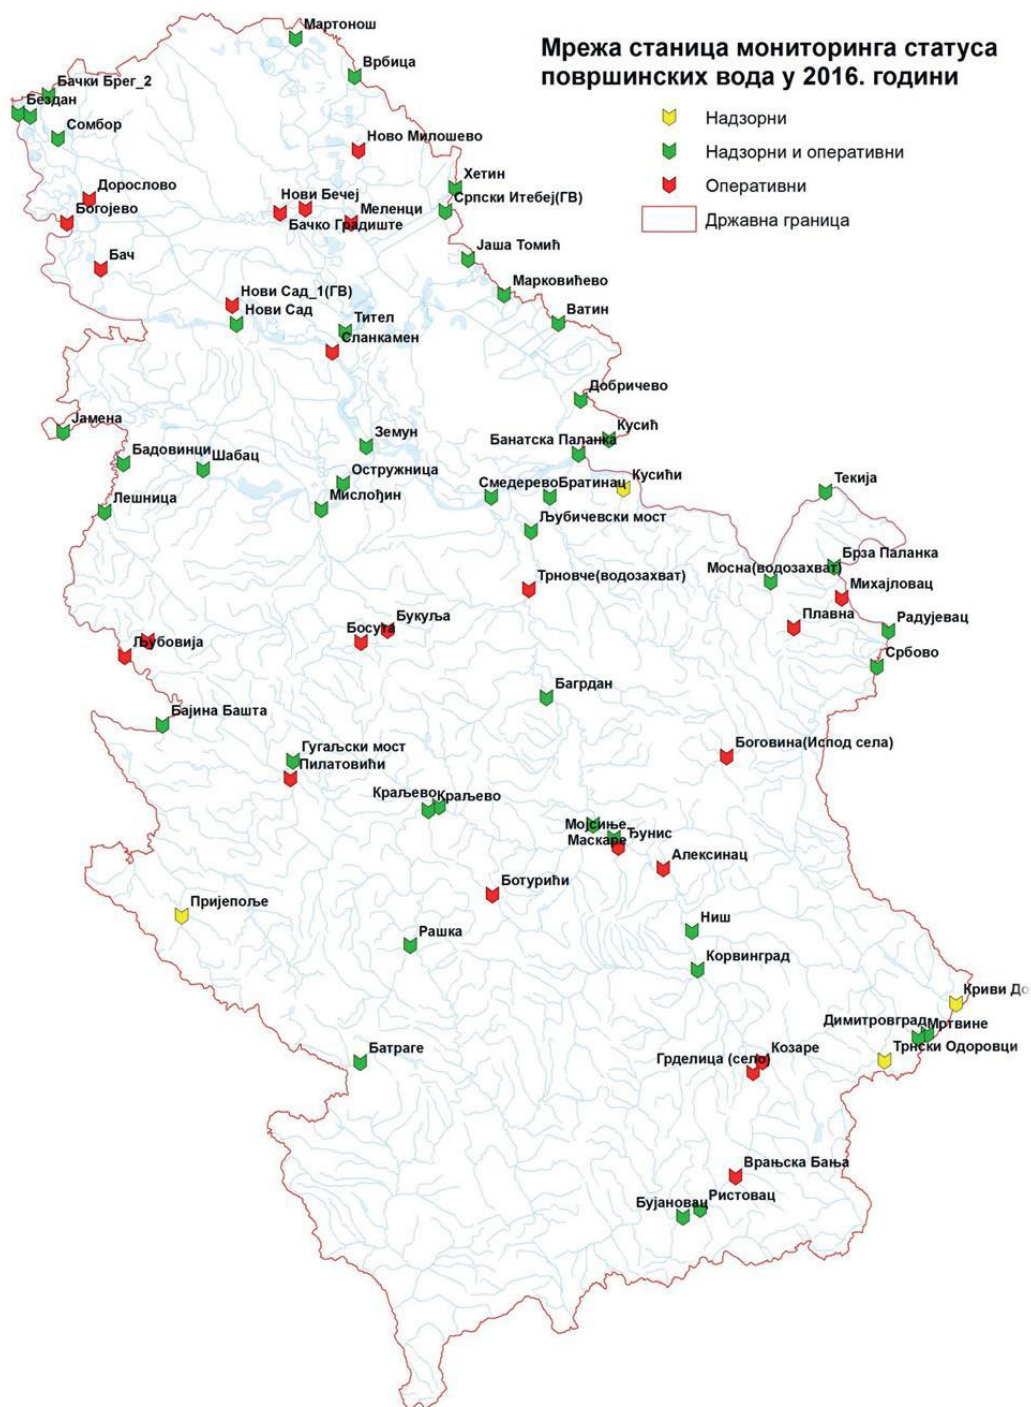 Мрежа станица мониторинга статуса
површинских вода у 2016. години
Надзорни
Надзорни и оперативни
Оперативни
Државна граница
Мартонош
Врбица
Бачки Брег_2
Бездан
Сомбор
Ново Милошево
Хетин
Дорослово
Нови Бечеј
Српски Итебеј(ГВ)
Богојево
Меленци
Бачко Градиште
Бач
Јаша Томић
Марковићево
Нови Сад_1(ГВ)
Нови Сад
Тител
Ватин
Сланкамен
Добричево
Јамена
Земун
Кусић
Банатска Паланка
Бадовинци
Шабац
Остружница
Кусићи
Смедерево
Братинац
Текија
Лешница
Мислођин
Љубичевски мост
Брза Паланка
Мосна(водозахват)
Трновче(водозахват)
Михајловац
Букуља
Босута
Плавна
Радујевац
Љубовија
Србово
Багрдан
Бајина Башта
Гугаљски мост
Боговина(Испод села)
Пилатовићи
Краљево
Краљево
Мојсиње
Ђунис
Маскаре
Алексинац
Ботурићи
Пријепоље
Ниш
Рашка
Корвинград
Криви До
Димитровград
Мртвине
Трнски Одоровци
Батраге
Козаре
Грделица (село)
Врањска Бања
Ристовац
Бујановац